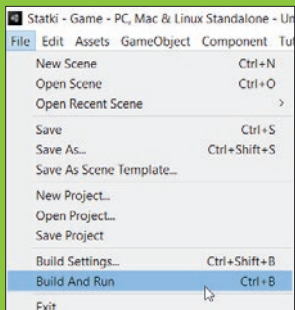 Statki - Game - PC, Mac & Linux Standalone - Un
File Edit Assets GameObject Component Tut
New Scene Ctrl+N
Open Scene Ctrl+O
Open Recent Scene >
Save Ctrl+S
Save As... Ctrl+Shift+S
Save As Scene Template...
New Project...
Open Project...
Save Project
Build Settings... Ctrl+Shift+B
Build And Run Ctrl+B
Exit